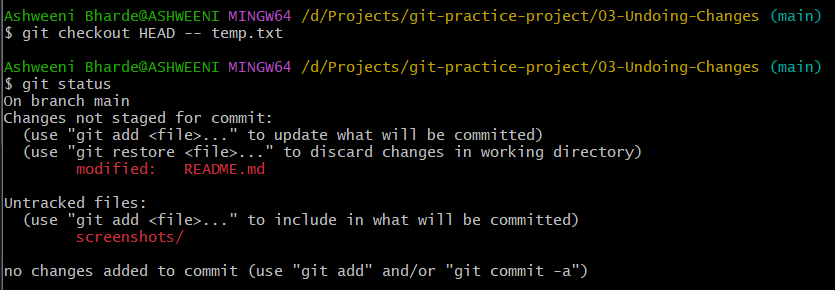 Ashweeni Bharde@ASHWEENI MINGW64 /d/Projects/git-practice-project/03-Undoing-Changes (main)
$ git checkout HEAD -- temp.txt
Ashweeni Bharde@ASHWEENI MINGW64 /d/Projects/git-practice-project/03-Undoing-Changes (main)
$ git status
On branch main
Changes not staged for commit:
  (use "git add <file>..." to update what will be committed)
  (use "git restore <file>..." to discard changes in working directory)
        modified:   README.md
Untracked files:
  (use "git add <file>..." to include in what will be committed)
        screenshots/
no changes added to commit (use "git add" and/or "git commit -a")